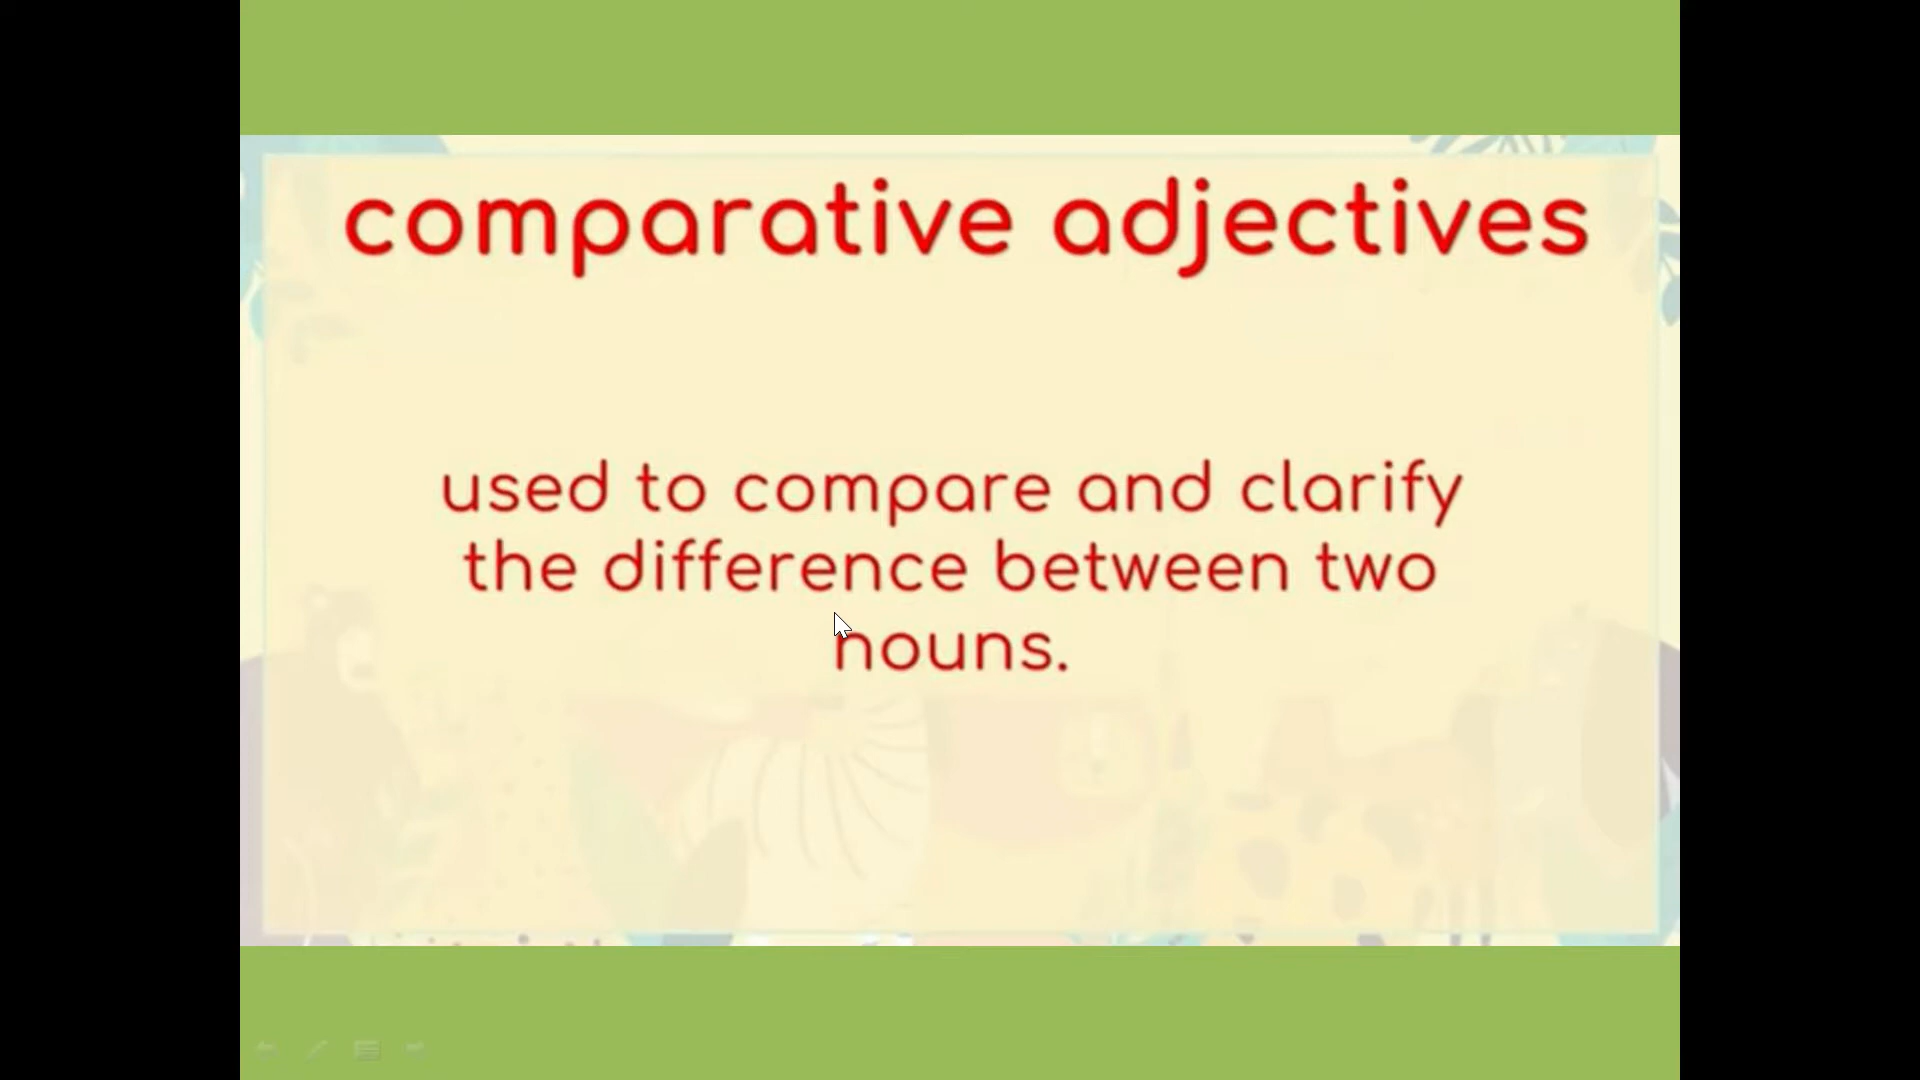 comparative adjectives
used to compare and clarify
the difference between two
nouns.